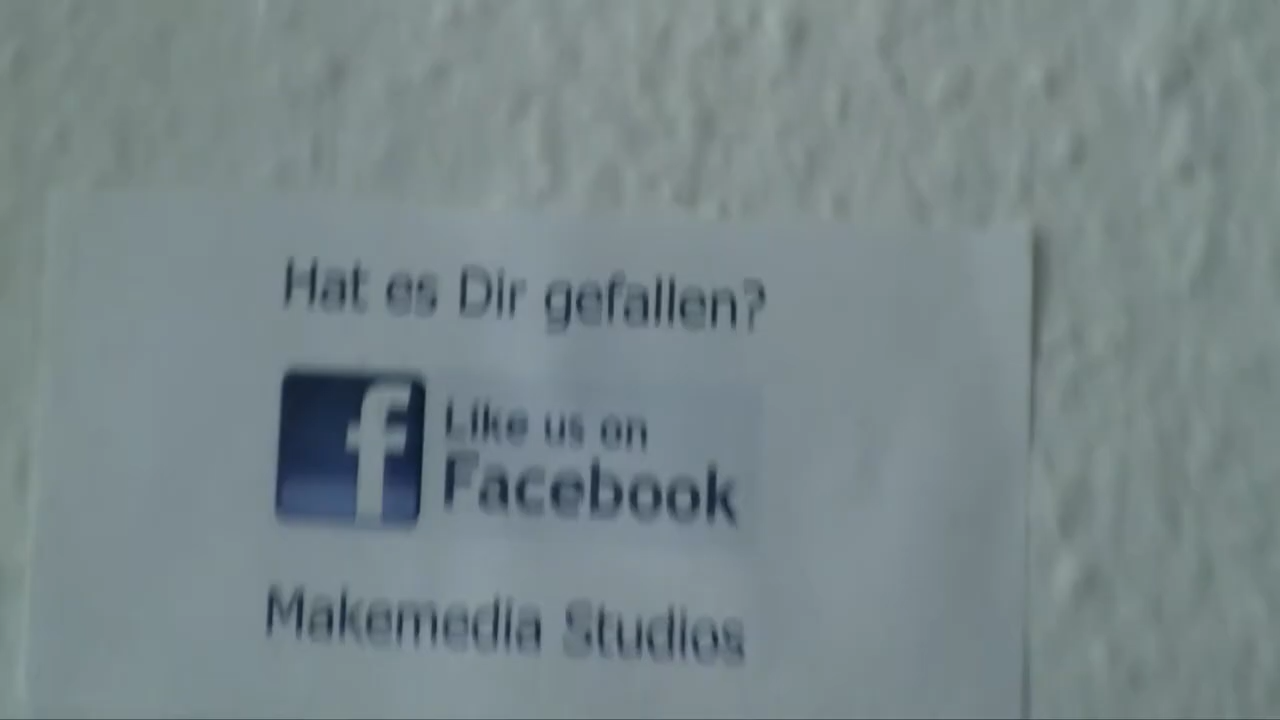 Hat es Dir gefallen?
f
Like us on
Facebook
Makemedia Studios